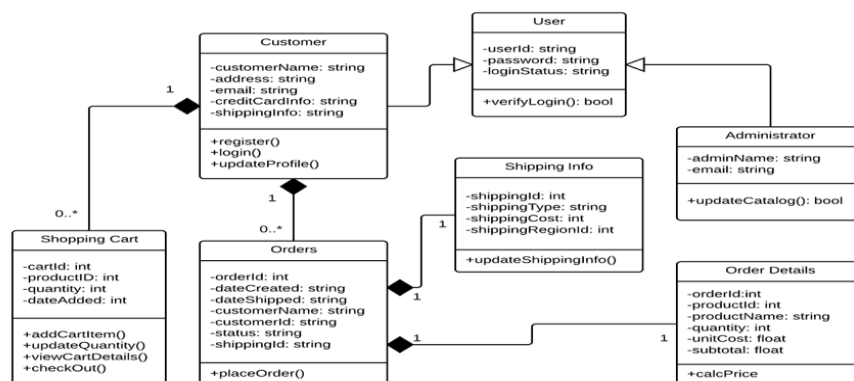 User
-userId: string
-password: string
-loginStatus: string
+verifyLogin(): bool
Customer
-customerName: string
-address: string
-email: string
-creditCardInfo: string
-shippingInfo: string
+register()
+login()
+updateProfile()
1
1
0..*
0..*
Administrator
-adminName: string
-email: string
+updateCatalog(): bool
Shipping Info
-shippingId: int
-shippingType: string
-shippingCost: int
-shippingRegionId: int
+updateShippingInfo()
1
1
Shopping Cart
-cartId: int
-productID: int
-quantity: int
-dateAdded: int
+addCartItem()
+updateQuantity()
+viewCartDetails()
+checkOut()
Orders
-orderId: int
-dateCreated: string
-dateShipped: string
-customerName: string
-customerId: string
-status: string
-shippingId: string
+placeOrder()
1
1
Order Details
-orderId:int
-productId: int
-productName: string
-quantity: int
-unitCost: float
-subtotal: float
+calcPrice